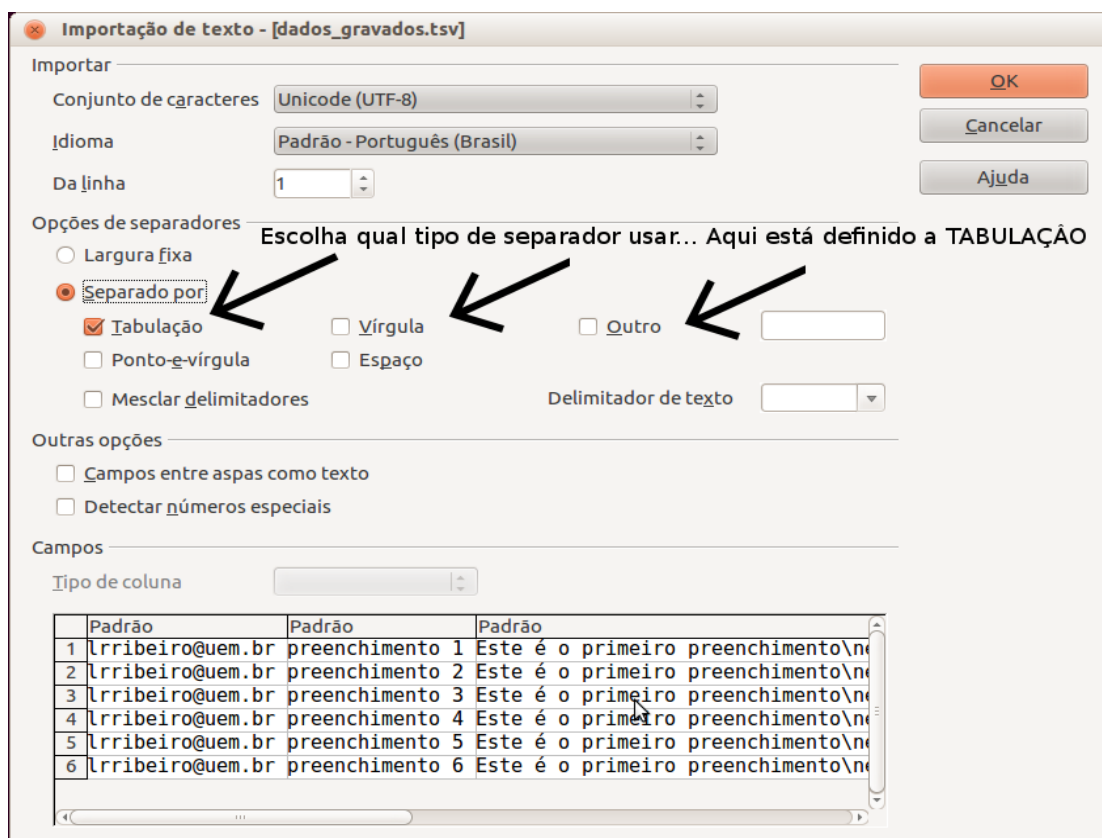 Importação de texto - [dados_gravados.tsv]
Importar
OK
Conjunto de caracteres Unicode (UTF-8)
Cancelar
Idioma Padrão - Português (Brasil)
Da linha 1
Ajuda
Opções de separadores
Escolha qual tipo de separador usar... Aqui está definido a TABULAÇÂO
Largura fixa
Separado por
Tabulação Vírgula Outro
Ponto-e-vírgula Espaço
Mesclar delimitadores Delimitador de texto
Outras opções
Campos entre aspas como texto
Detectar números especiais
Campos
Tipo de coluna
Padrão Padrão Padrão
1 lrribeiro@uem.br preenchimento 1 Este é o primeiro preenchimento\ne
2 lrribeiro@uem.br preenchimento 2 Este é o primeiro preenchimento\ne
3 lrribeiro@uem.br preenchimento 3 Este é o primeiro preenchimento\ne
4 lrribeiro@uem.br preenchimento 4 Este é o primeiro preenchimento\ne
5 lrribeiro@uem.br preenchimento 5 Este é o primeiro preenchimento\ne
6 lrribeiro@uem.br preenchimento 6 Este é o primeiro preenchimento\ne